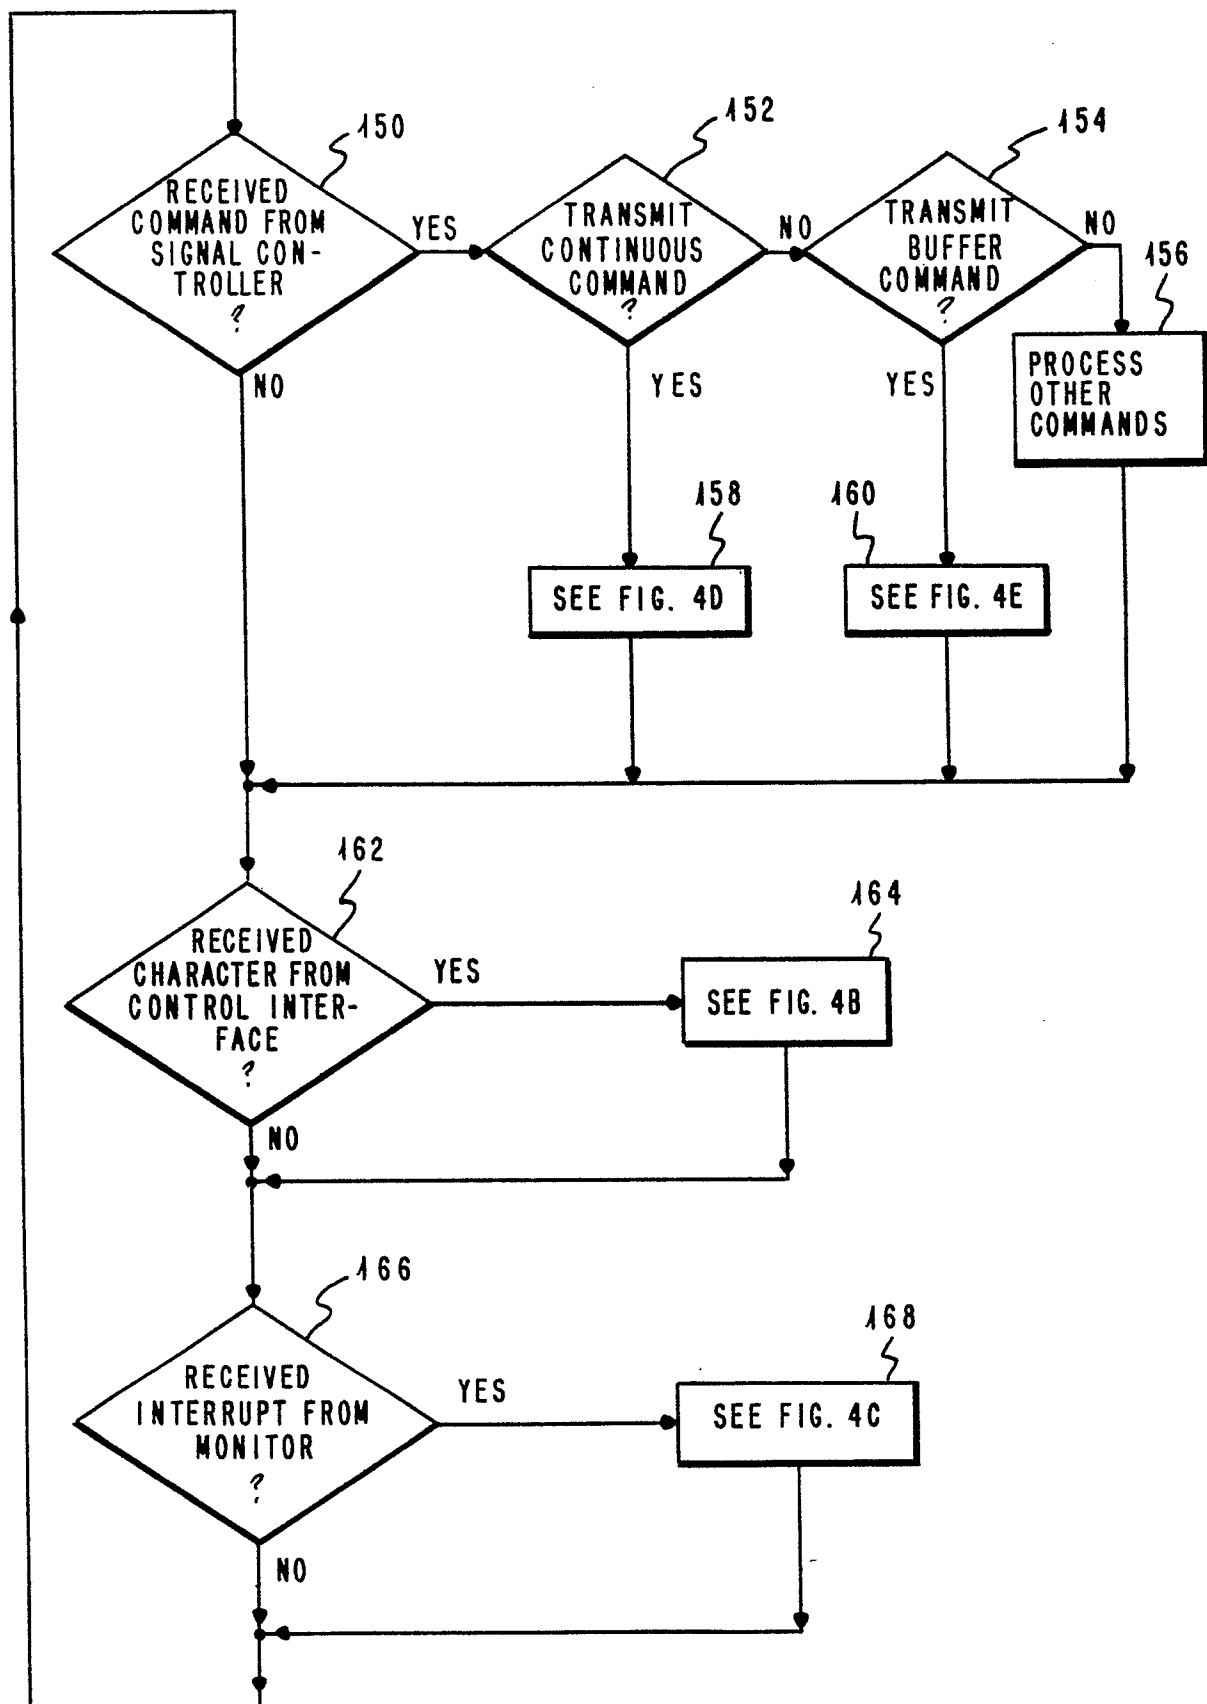 150
RECEIVED
COMMAND FROM
SIGNAL CON-
TROLLER
?
YES
NO
152
TRANSMIT
CONTINUOUS
COMMAND
?
NO
YES
154
TRANSMIT
BUFFER
COMMAND
?
NO
YES
156
PROCESS
OTHER
COMMANDS
158
SEE FIG. 4D
160
SEE FIG. 4E
162
RECEIVED
CHARACTER FROM
CONTROL INTER-
FACE
?
YES
NO
164
SEE FIG. 4B
166
RECEIVED
INTERRUPT FROM
MONITOR
?
YES
NO
168
SEE FIG. 4C